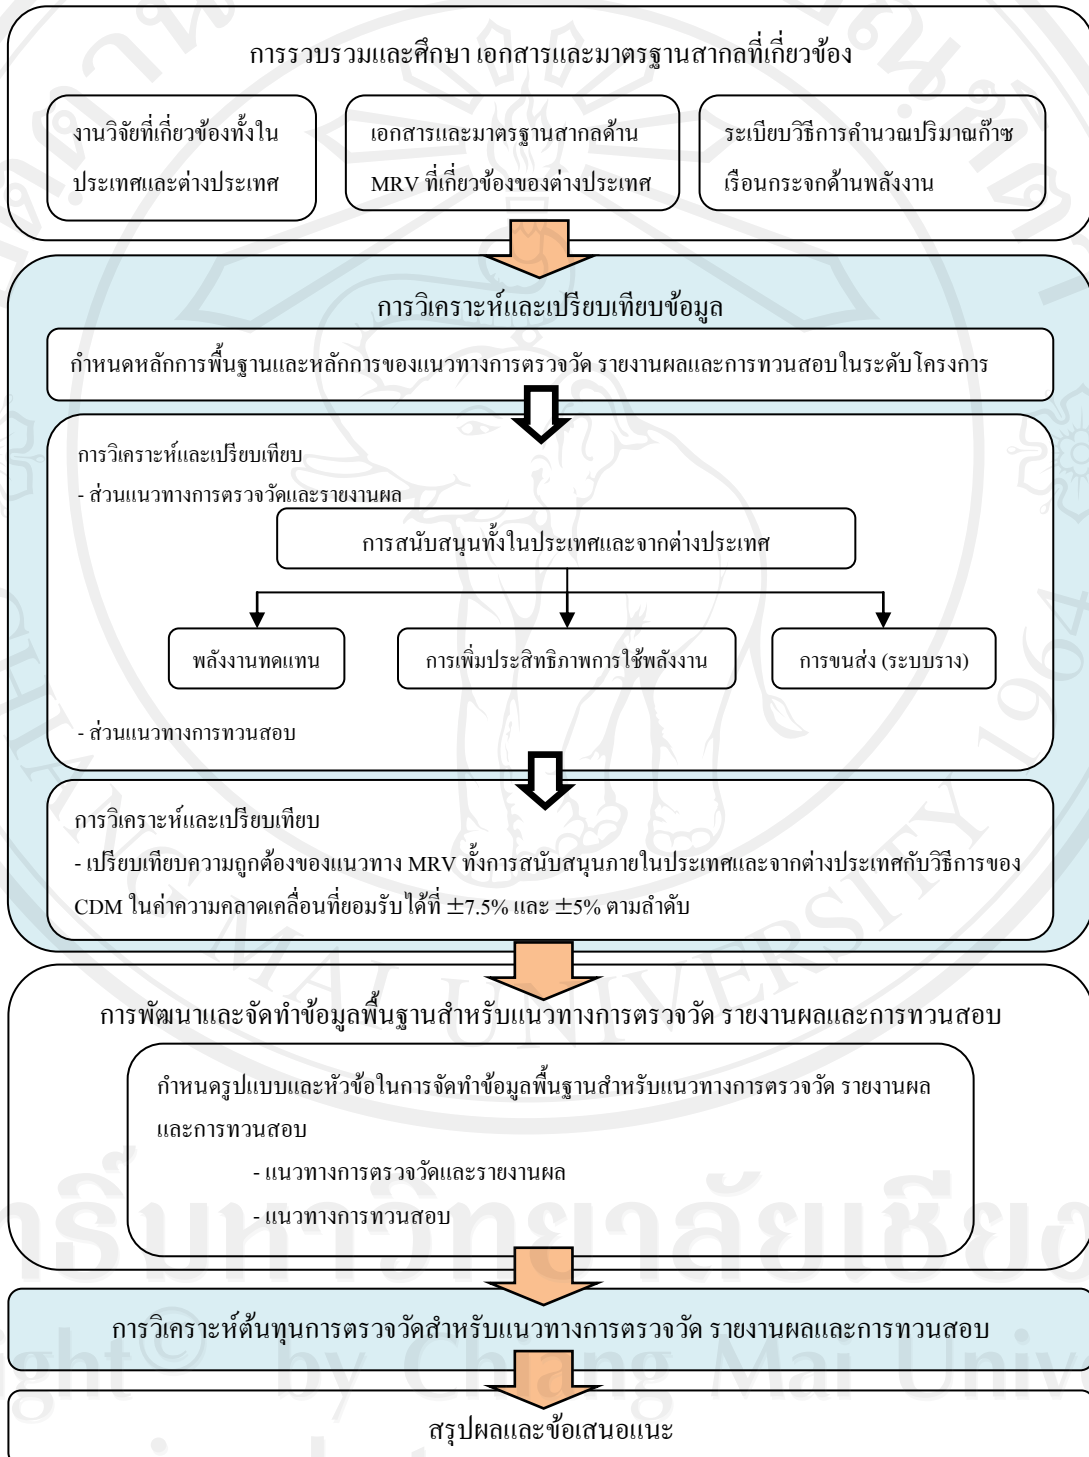 การรวบรวมและศึกษา เอกสารและมาตรฐานสากลที่เกี่ยวข้อง
งานวิจัยที่เกี่ยวข้องทั้งใน
ประเทศและต่างประเทศ
เอกสารและมาตรฐานสากลด้าน
MRV ที่เกี่ยวข้องของต่างประเทศ
ระเบียบวิธีการคำนวณปริมาณก๊าซ
เรือนกระจกด้านพลังงาน
การวิเคราะห์และเปรียบเทียบข้อมูล
กำหนดหลักการพื้นฐานและหลักการของแนวทางการตรวจวัด รายงานผลและการทวนสอบในระดับโครงการ
การวิเคราะห์และเปรียบเทียบ
- ส่วนแนวทางการตรวจวัดและรายงานผล
การสนับสนุนทั้งในประเทศและจากต่างประเทศ
พลังงานทดแทน
การเพิ่มประสิทธิภาพการใช้พลังงาน
การขนส่ง (ระบบราง)
- ส่วนแนวทางการทวนสอบ
การวิเคราะห์และเปรียบเทียบ
- เปรียบเทียบความถูกต้องของแนวทาง MRV ทั้งการสนับสนุนภายในประเทศและจากต่างประเทศกับวิธีการของ
CDM ในค่าความคลาดเคลื่อนที่ยอมรับได้ที่ ±7.5% และ ±5% ตามลำดับ
การพัฒนาและจัดทำข้อมูลพื้นฐานสำหรับแนวทางการตรวจวัด รายงานผลและการทวนสอบ
กำหนดรูปแบบและหัวข้อในการจัดทำข้อมูลพื้นฐานสำหรับแนวทางการตรวจวัด รายงานผล
และการทวนสอบ
- แนวทางการตรวจวัดและรายงานผล
- แนวทางการทวนสอบ
การวิเคราะห์ต้นทุนการตรวจวัดสำหรับแนวทางการตรวจวัด รายงานผลและการทวนสอบ
สรุปผลและข้อเสนอแนะ
CHIANG MAI UNIVERSITY 1964
by Chiang Mai